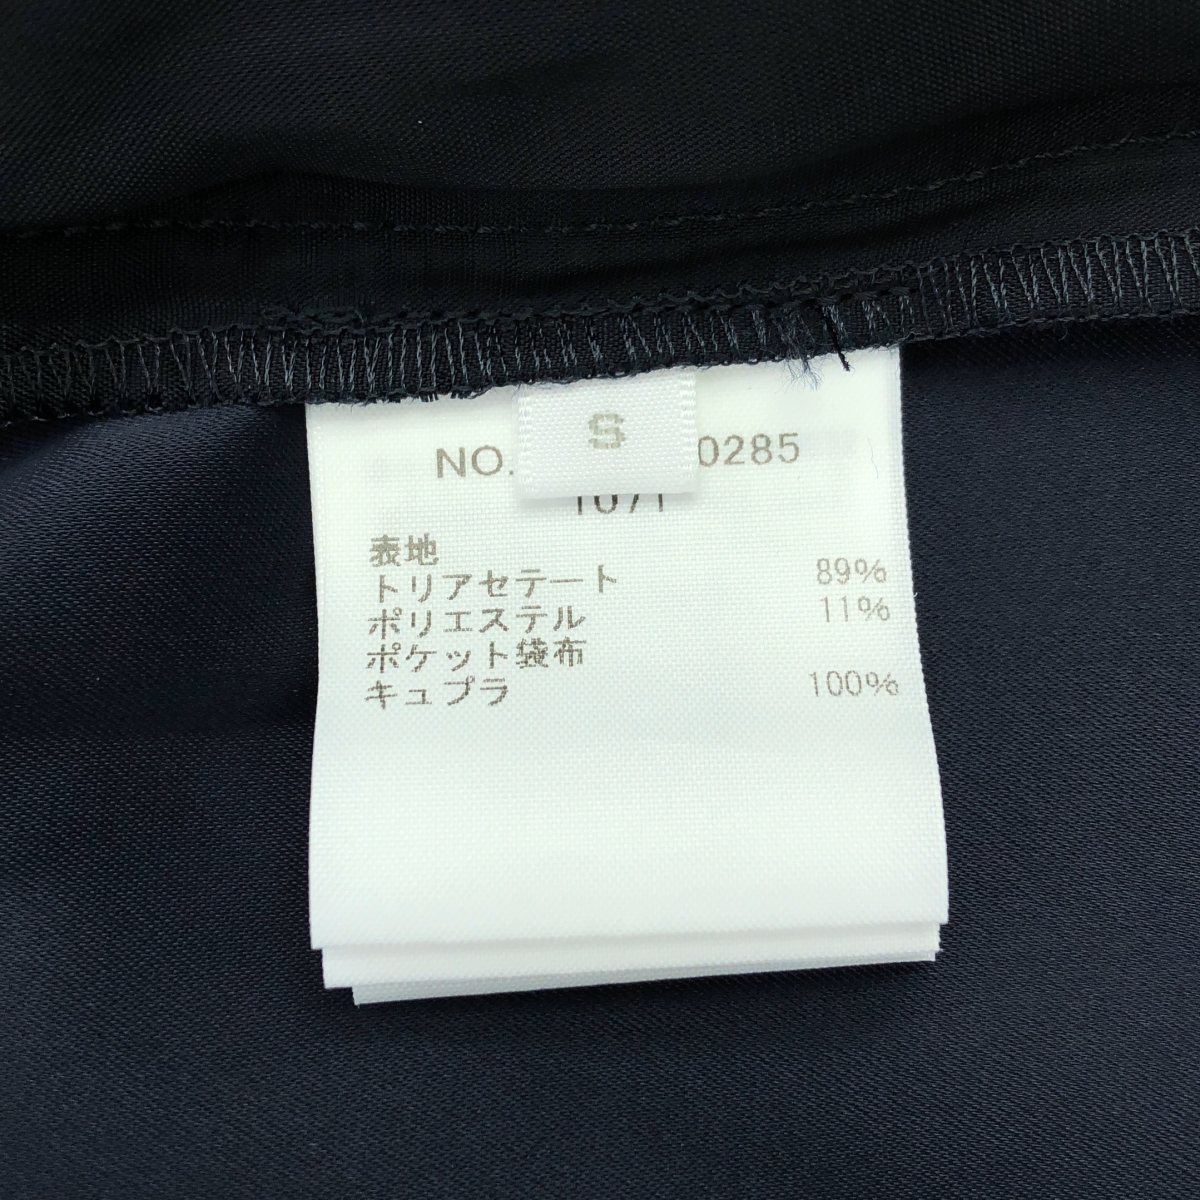 S
NO. 0285
1071
表地
トリアセテート 89%
ポリエステル 11%
ポケット袋布
キュプラ 100%